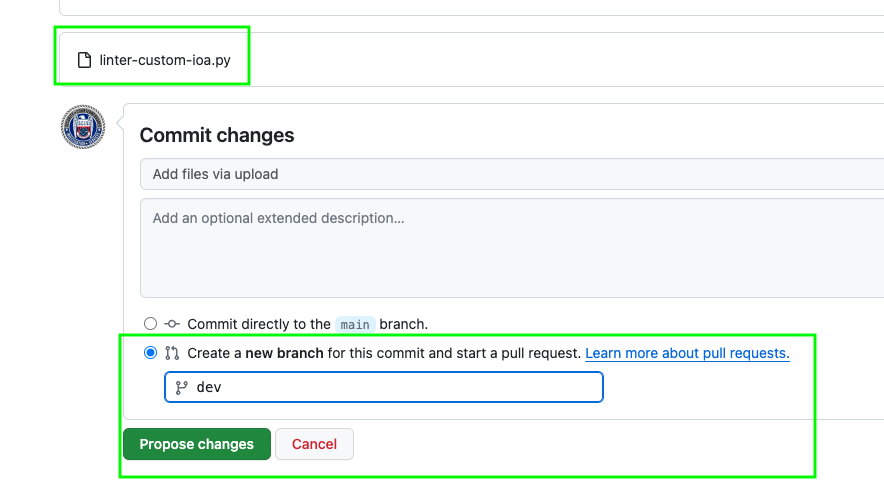 linter-custom-ioa.py
Commit changes
Add files via upload
Add an optional extended description...
Commit directly to the main branch.
Create a new branch for this commit and start a pull request. Learn more about pull requests.
dev
Propose changes Cancel